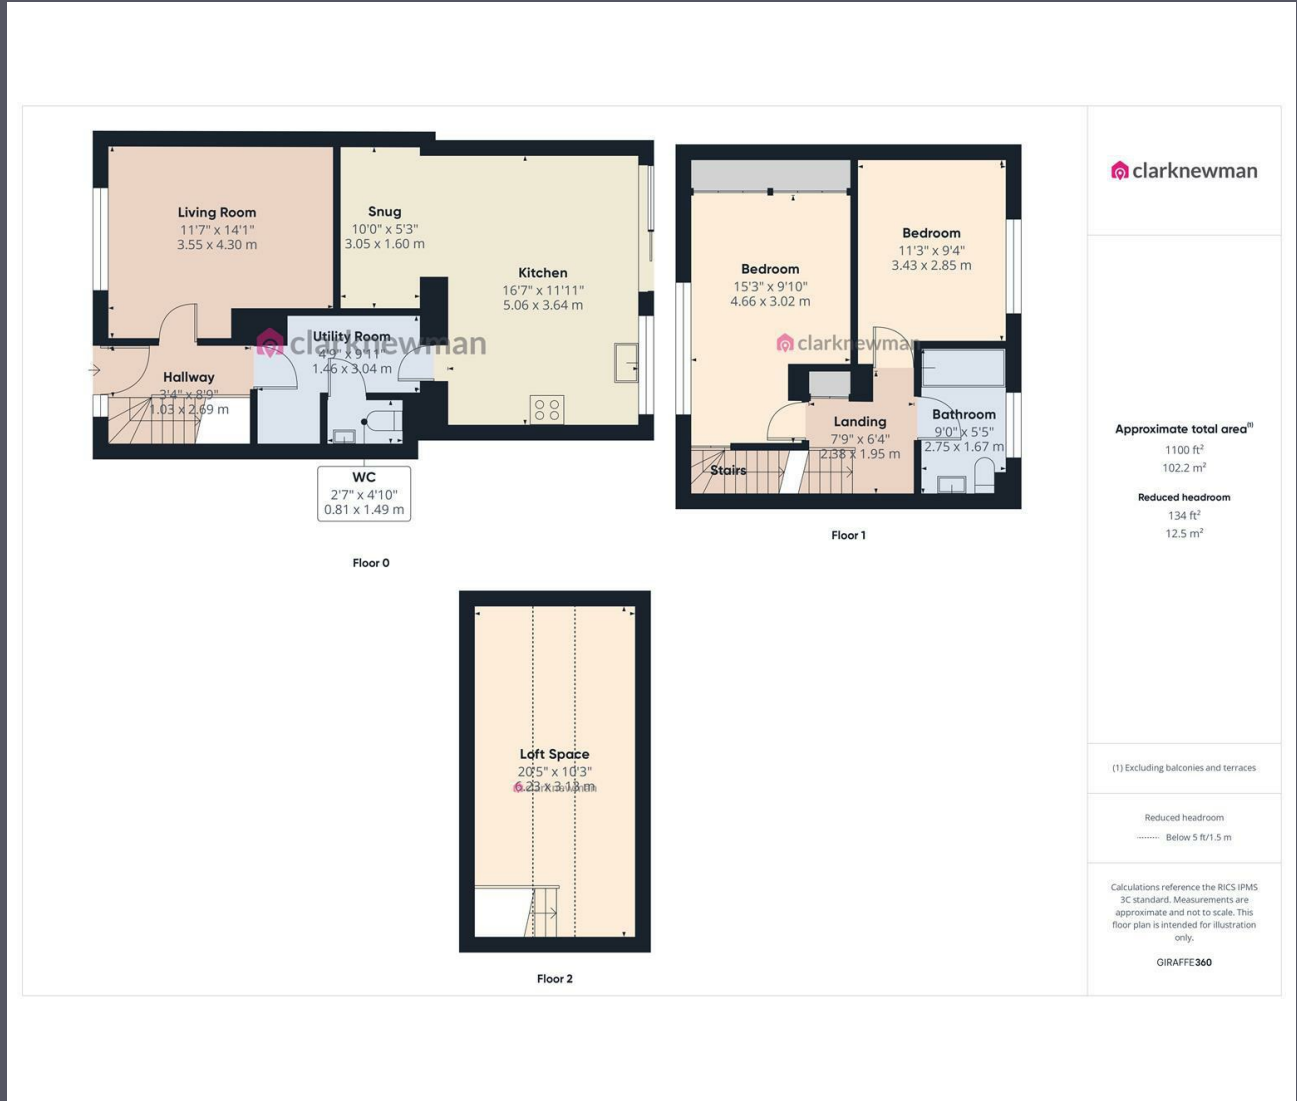 Living Room
11'7" x 14'1"
3.55 x 4.30 m
Snug
10'0" x 5'3"
3.05 x 1.60 m
Kitchen
16'7" x 11'11"
5.06 x 3.64 m
Utility Room
4'9" x 9'11"
1.46 x 3.04 m
clarknewman
Hallway
3'4" x 8'9"
1.03 x 2.69 m
WC
2'7" x 4'10"
0.81 x 1.49 m
Floor 0
Bedroom
15'3" x 9'10"
4.66 x 3.02 m
Bedroom
11'3" x 9'4"
3.43 x 2.85 m
clarknewman
Landing
7'9" x 6'4"
2.38 x 1.95 m
Bathroom
9'0" x 5'5"
2.75 x 1.67 m
Stairs
Floor 1
Loft Space
20'5" x 10'3"
6.23 x 3.13 m
clarknewman
Floor 2
clarknewman
Approximate total area(1)
1100 ft²
102.2 m²
Reduced headroom
134 ft²
12.5 m²
(1) Excluding balconies and terraces
Reduced headroom
Below 5 ft/1.5 m
Calculations reference the RICS IPMS
3C standard. Measurements are
approximate and not to scale. This
floor plan is intended for illustration
only.
GIRAFFE360